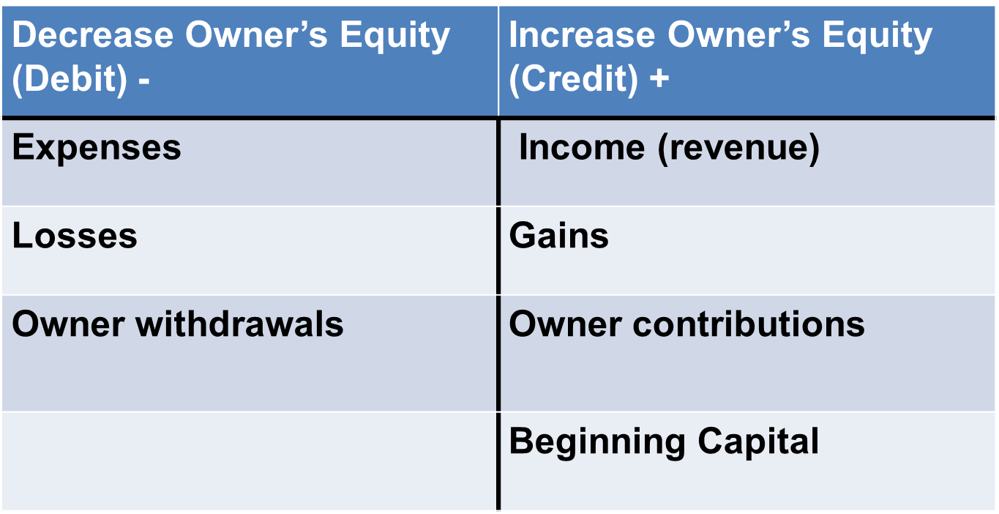 Decrease Owner’s Equity
(Debit) -
Increase Owner’s Equity
(Credit) +
Expenses
Income (revenue)
Losses
Gains
Owner withdrawals
Owner contributions
Beginning Capital